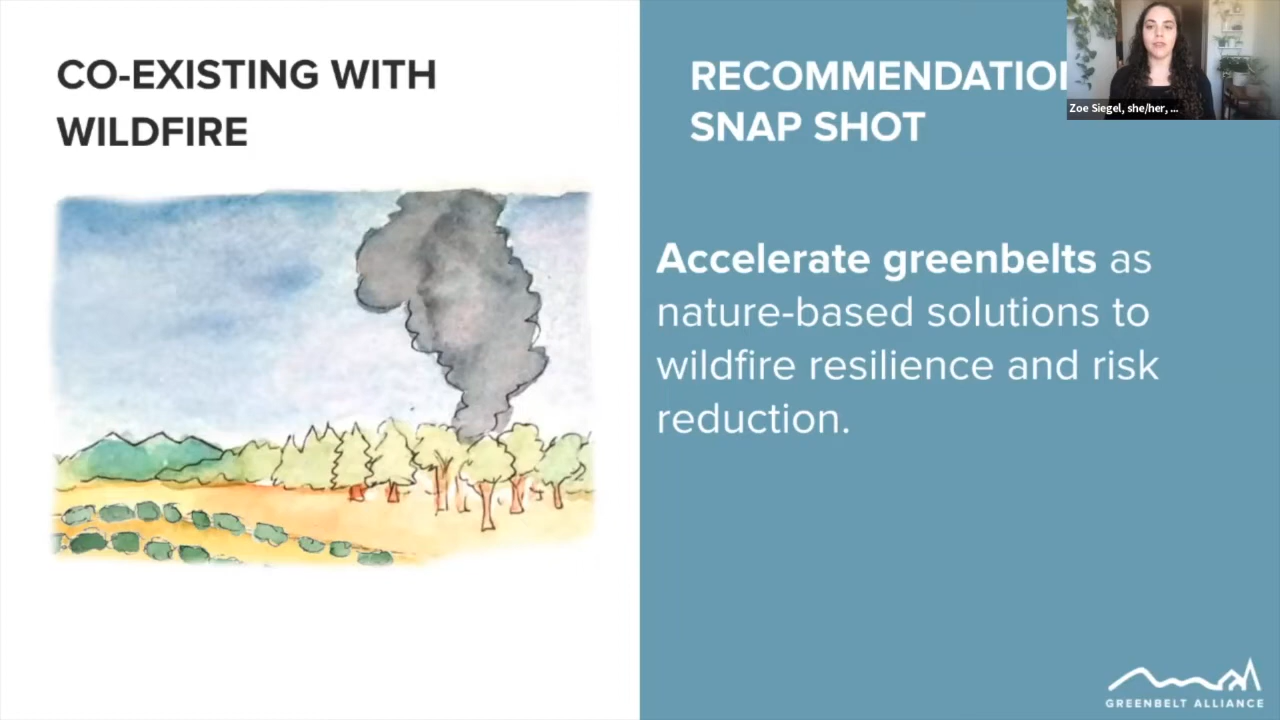 CO-EXISTING WITH
WILDFIRE
RECOMMENDATIO
SNAP SHOT
Zoe Siegel, she/her, ...
Accelerate greenbelts as
nature-based solutions to
wildfire resilience and risk
reduction.
GREENBELT ALLIANCE